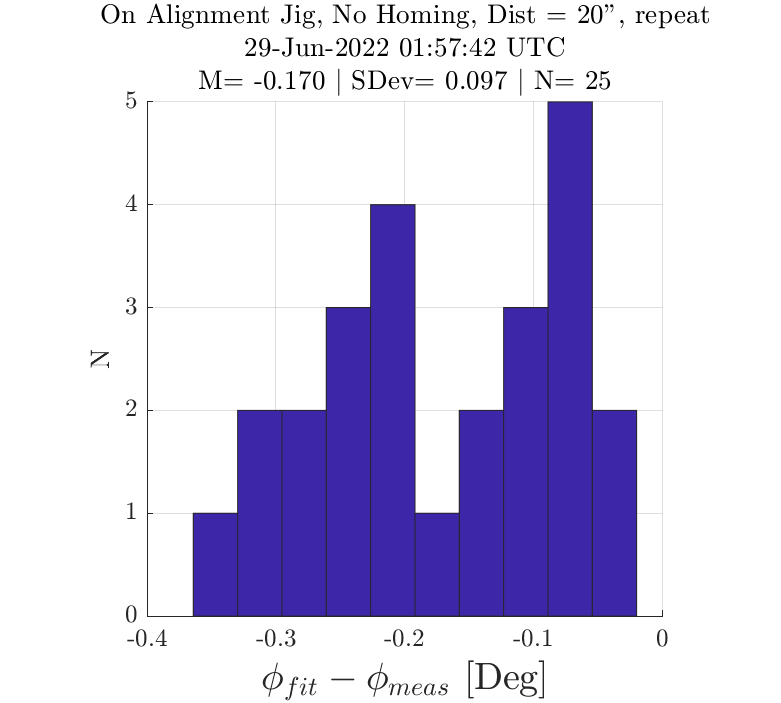 On Alignment Jig, No Homing, Dist = 20”, repeat
29-Jun-2022 01:57:42 UTC
M= -0.170 | SDev= 0.097 | N= 25
5
4
3
2
1
0
N
-0.4 -0.3 -0.2 -0.1 0
ϕ_fit − ϕ_meas [Deg]